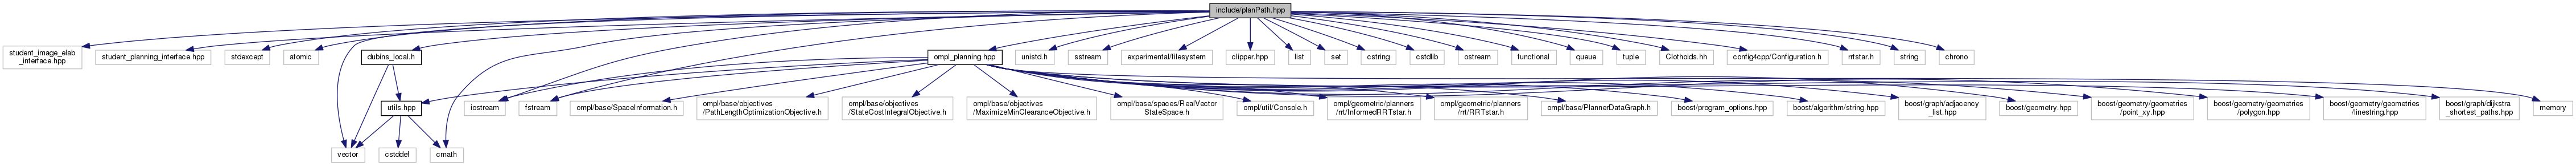 include/planPath.hpp
student_image_elab
_interface.hpp
student_planning_interface.hpp
stdexcept
atomic
dubins_local.h
ompl_planning.hpp
unistd.h
sstream
experimental/filesystem
clipper.hpp
list
set
cstring
cstdlib
ostream
functional
queue
tuple
Clothoids.hh
config4cpp/Configuration.h
rrtstar.h
string
chrono
utils.hpp
iostream
fstream
ompl/base/SpaceInformation.h
ompl/base/objectives
/PathLengthOptimizationObjective.h
ompl/base/objectives
/StateCostIntegralObjective.h
ompl/base/objectives
/MaximizeMinClearanceObjective.h
ompl/base/spaces/RealVector
StateSpace.h
ompl/util/Console.h
ompl/geometric/planners
/rrt/InformedRRTstar.h
ompl/geometric/planners
/rrt/RRTstar.h
ompl/base/PlannerDataGraph.h
boost/program_options.hpp
boost/algorithm/string.hpp
boost/graph/adjacency
_list.hpp
boost/geometry.hpp
boost/geometry/geometries
/point_xy.hpp
boost/geometry/geometries
/polygon.hpp
boost/geometry/geometries
/linestring.hpp
boost/graph/dijkstra
_shortest_paths.hpp
memory
vector
cstddef
cmath